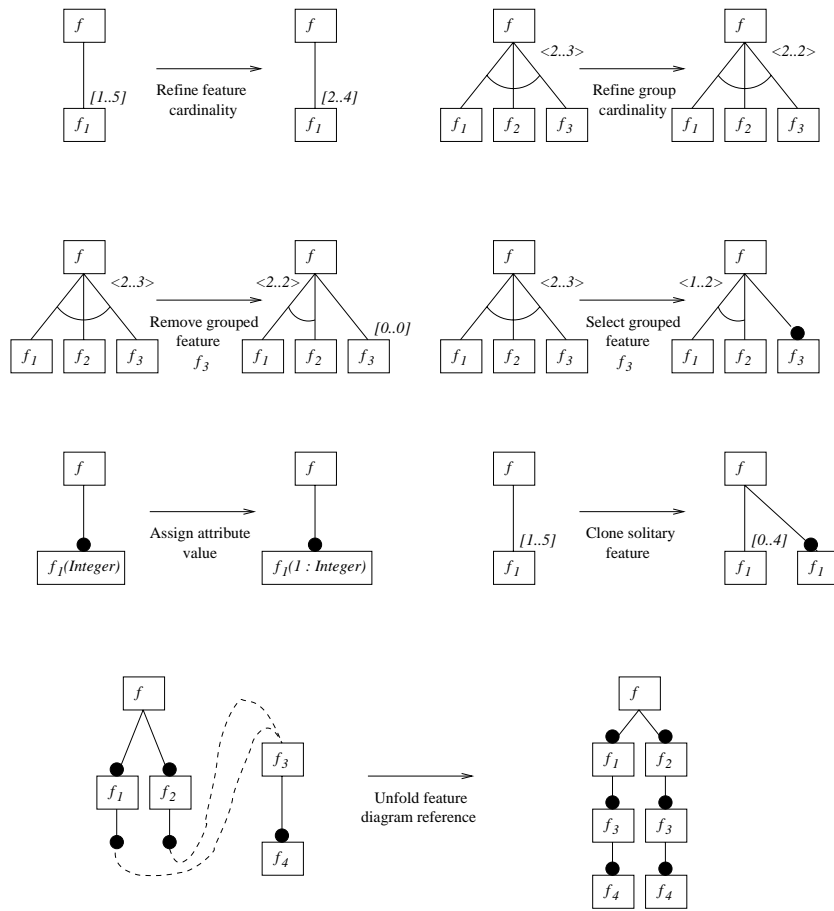 f f f f
[1..5] Refine feature cardinality [2..4] <2..3> Refine group cardinality <2..2>
f1 f1 f1 f2 f3 f1 f2 f3
f f f f
<2..3> <2..2> <2..3> <1..2>
Remove grouped feature f3 [0..0] Select grouped feature f3
f1 f2 f3 f1 f2 f3 f1 f2 f3 f1 f2 f3
f f f f
Assign attribute value [1..5] Clone solitary feature [0..4]
f1(Integer) f1(1 : Integer) f1 f1 f1
f f
f3 f1 f2
f1 f2 Unfold feature diagram reference
f3 f3
f4 f4 f4